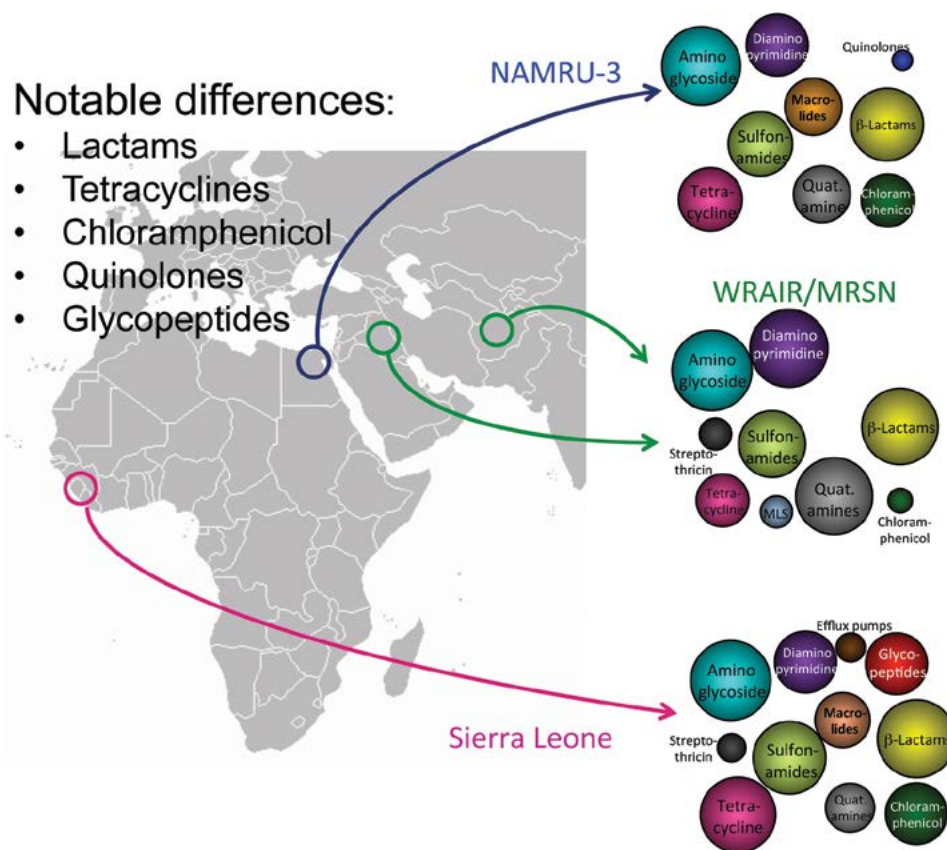 Notable differences:
• Lactams
• Tetracyclines
• Chloramphenicol
• Quinolones
• Glycopeptides
NAMRU-3
Amino
glycoside
Diamino
pyrimidine
Quinolones
Macro-
lides
β-Lactams
Sulfon-
amides
Tetra-
cycline
Quat.
amine
Chloram-
phenicol
WRAIR/MRSN
Amino
glycoside
Diamino
pyrimidine
Strepto-
thricin
Sulfon-
amides
β-Lactams
Tetra-
cycline
MLS
Quat.
amines
Chloram-
phenicol
Sierra Leone
Efflux pumps
Amino
glycoside
Diamino
pyrimidine
Glyco-
peptides
Macro-
lides
Strepto-
thricin
Sulfon-
amides
β-Lactams
Tetra-
cycline
Quat.
amines
Chloram-
phenicol